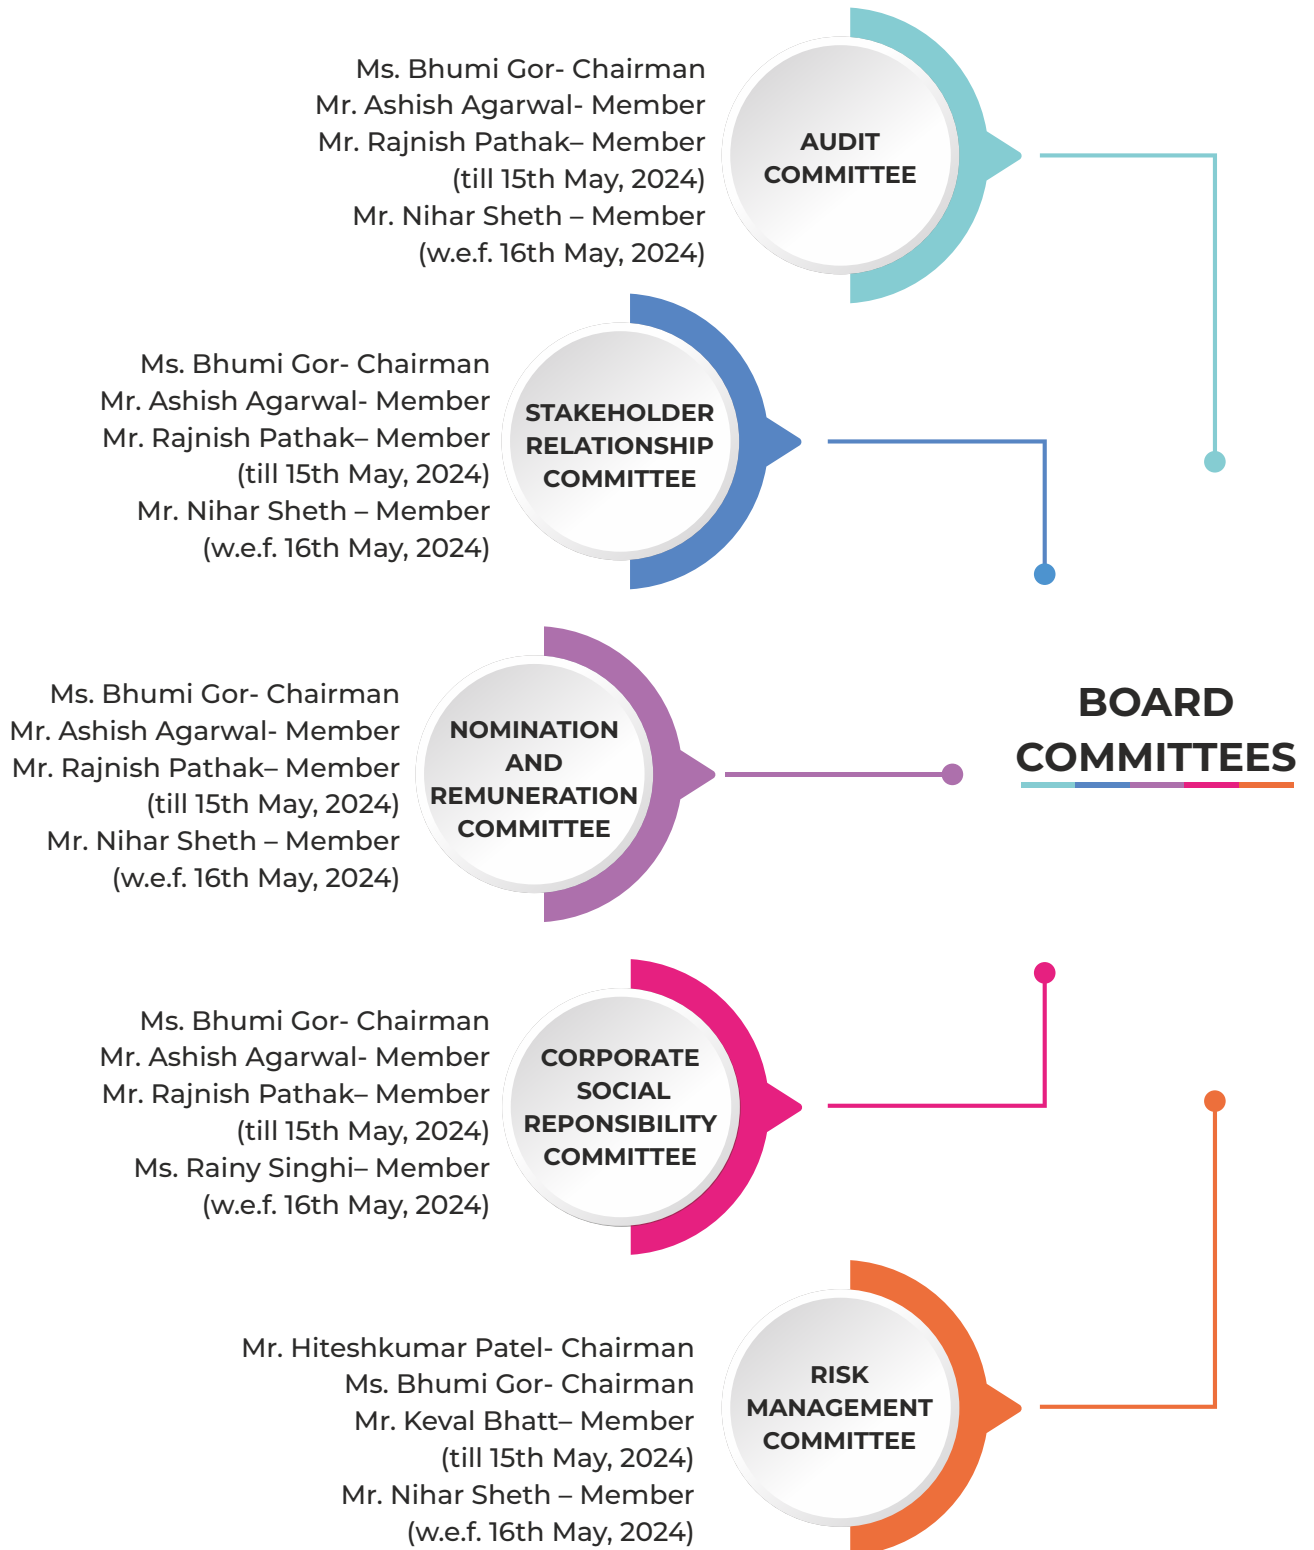 Ms. Bhumi Gor- Chairman
Mr. Ashish Agarwal- Member
Mr. Rajnish Pathak– Member
(till 15th May, 2024)
Mr. Nihar Sheth – Member
(w.e.f. 16th May, 2024)
AUDIT
COMMITTEE
Ms. Bhumi Gor- Chairman
Mr. Ashish Agarwal- Member
Mr. Rajnish Pathak– Member
(till 15th May, 2024)
Mr. Nihar Sheth – Member
(w.e.f. 16th May, 2024)
STAKEHOLDER
RELATIONSHIP
COMMITTEE
Ms. Bhumi Gor- Chairman
Mr. Ashish Agarwal- Member
Mr. Rajnish Pathak– Member
(till 15th May, 2024)
Mr. Nihar Sheth – Member
(w.e.f. 16th May, 2024)
NOMINATION
AND
REMUNERATION
COMMITTEE
BOARD
COMMITTEES
Ms. Bhumi Gor- Chairman
Mr. Ashish Agarwal- Member
Mr. Rajnish Pathak– Member
(till 15th May, 2024)
Ms. Rainy Singhi– Member
(w.e.f. 16th May, 2024)
CORPORATE
SOCIAL
REPONSIBILITY
COMMITTEE
Mr. Hiteshkumar Patel- Chairman
Ms. Bhumi Gor- Chairman
Mr. Keval Bhatt– Member
(till 15th May, 2024)
Mr. Nihar Sheth – Member
(w.e.f. 16th May, 2024)
RISK
MANAGEMENT
COMMITTEE